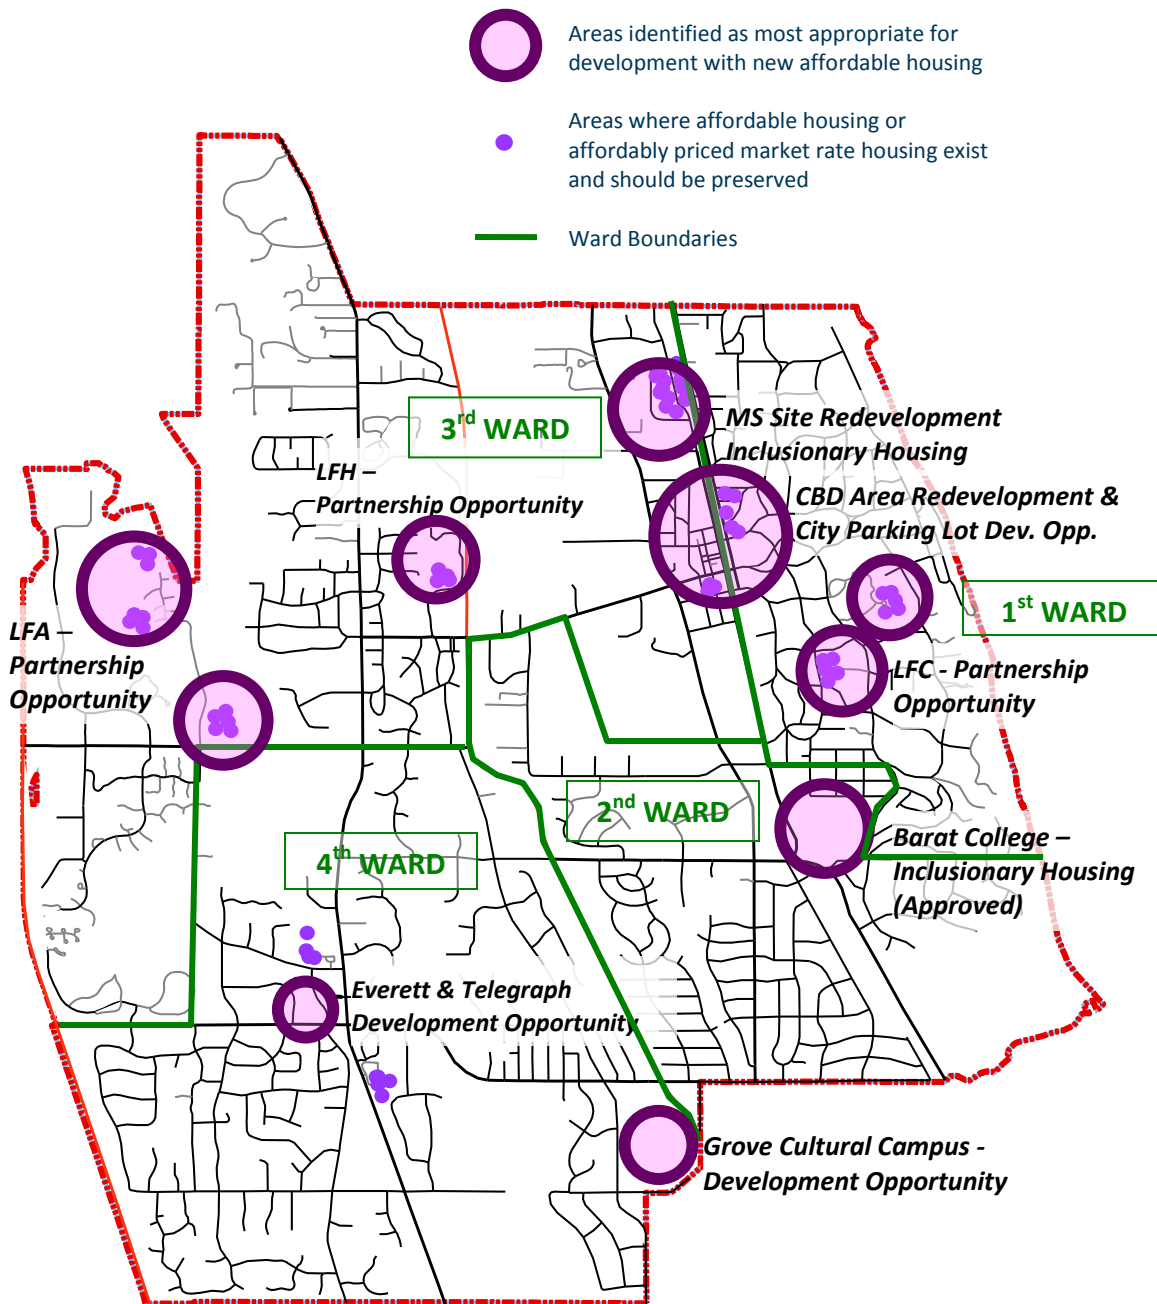 Areas identified as most appropriate for
development with new affordable housing
Areas where affordable housing or
affordably priced market rate housing exist
and should be preserved
Ward Boundaries
3rd WARD
MS Site Redevelopment
Inclusionary Housing
LFH –
Partnership Opportunity
CBD Area Redevelopment &
City Parking Lot Dev. Opp.
1st WARD
LFA –
Partnership
Opportunity
LFC - Partnership
Opportunity
2nd WARD
4th WARD
Barat College –
Inclusionary Housing
(Approved)
Everett & Telegraph
Development Opportunity
Grove Cultural Campus -
Development Opportunity